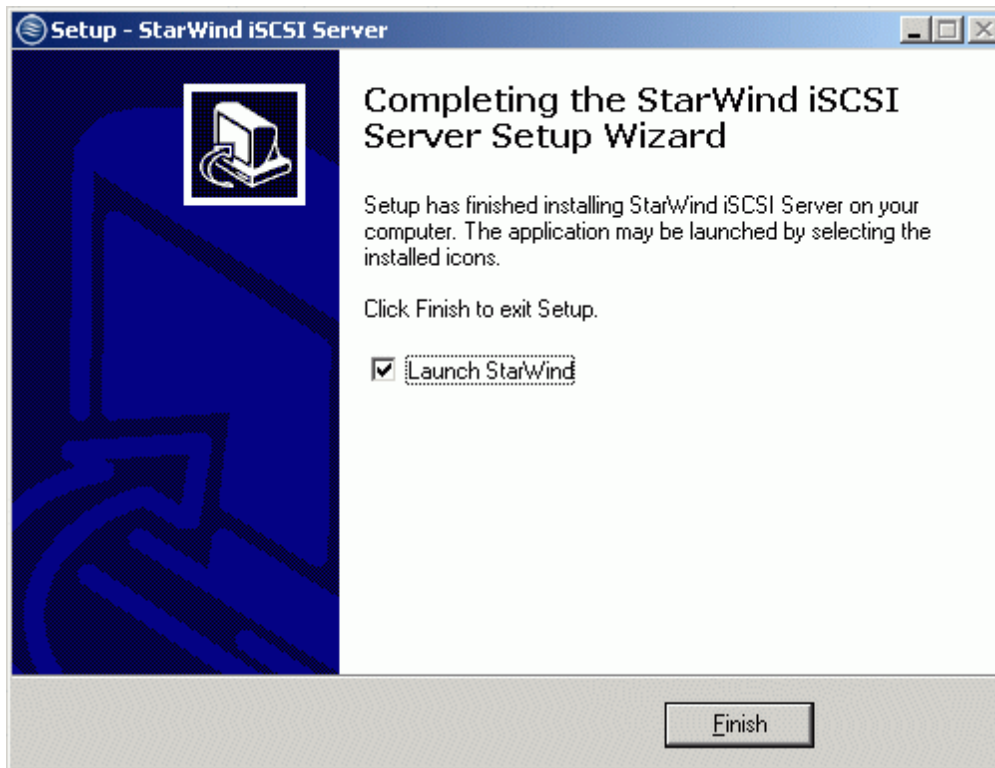 Setup - StarWind iSCSI Server
Completing the StarWind iSCSI
Server Setup Wizard
Setup has finished installing StarWind iSCSI Server on your
computer. The application may be launched by selecting the
installed icons.
Click Finish to exit Setup.
Launch StarWind
Finish